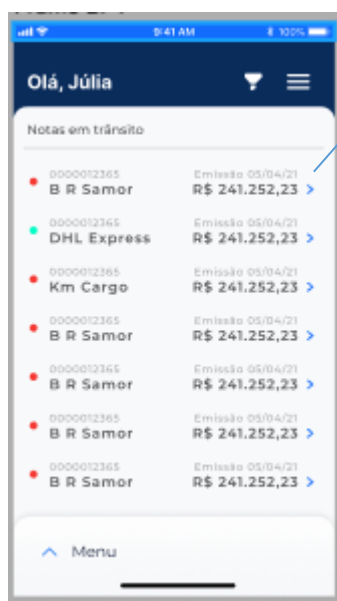 9:41 AM 100%
Olá, Júlia
Notas em trânsito
0000012365 Emissão 05/04/21
B R Samor R$ 241.252,23
0000012365 Emissão 05/04/21
DHL Express R$ 241.252,23
0000012365 Emissão 05/04/21
Km Cargo R$ 241.252,23
0000012365 Emissão 05/04/21
B R Samor R$ 241.252,23
0000012365 Emissão 05/04/21
B R Samor R$ 241.252,23
0000012365 Emissão 05/04/21
B R Samor R$ 241.252,23
0000012365 Emissão 05/04/21
B R Samor R$ 241.252,23
Menu